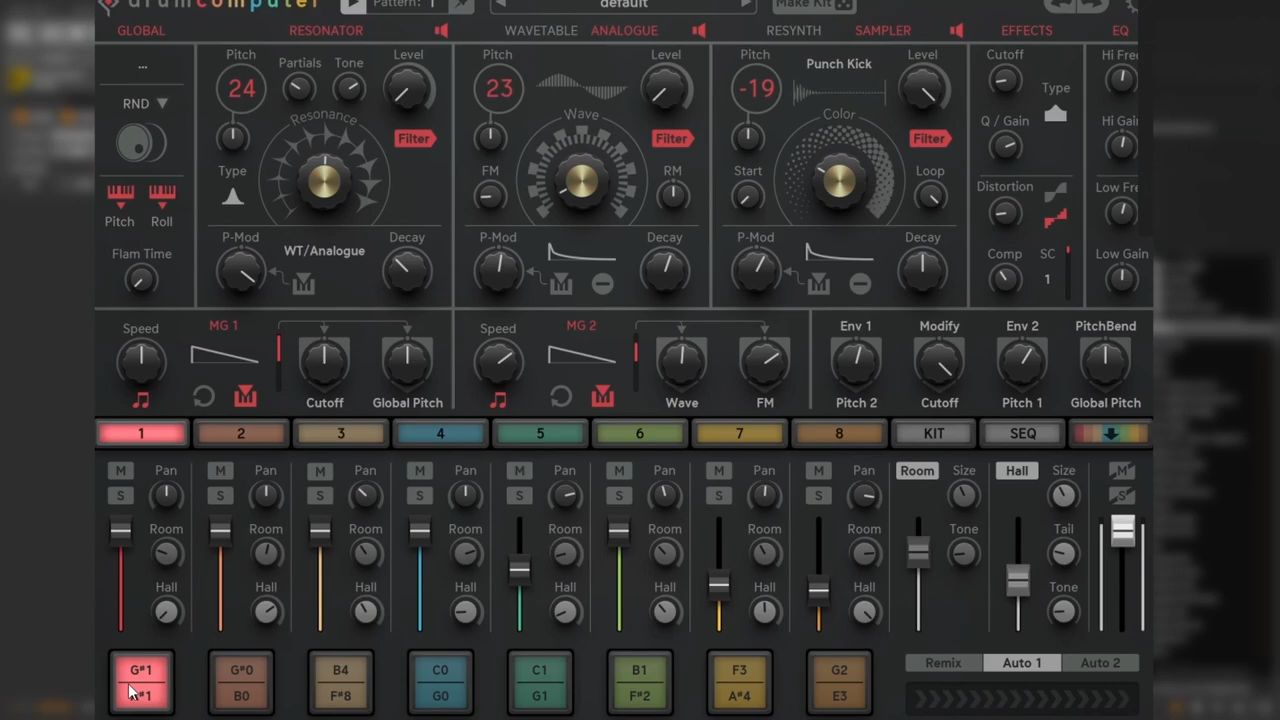 drumcomputer Pattern: 1 default Make Kit
GLOBAL RESONATOR WAVETABLE ANALOGUE RESYNTH SAMPLER EFFECTS EQ
... Pitch Partials Tone Level Pitch Level Pitch Punch Kick Level Cutoff Type Hi Fre
24 23 -19
RND Resonance Filter Wave Filter Color Filter Q / Gain Hi Gain
Type FM RM Start Loop Distortion Low Fre
Pitch Roll
Flam Time P-Mod WT/Analogue Decay P-Mod Decay P-Mod Decay Comp SC Low Gain
1
Speed MG 1 Speed MG 2 Env 1 Modify Env 2 PitchBend
Cutoff Global Pitch Wave FM Pitch 2 Cutoff Pitch 1 Global Pitch
1 2 3 4 5 6 7 8 KIT SEQ
M Pan M Pan M Pan M Pan M Pan M Pan M Pan M Pan Room Size Hall Size M
S S S S S S S S S
Room Room Room Room Room Room Room Room Tone Tail
Hall Hall Hall Hall Hall Hall Hall Hall Tone
G#1 G#0 B4 C0 C1 B1 F3 G2 Remix Auto 1 Auto 2
#1 B0 F#8 G0 G1 F#2 A#4 E3